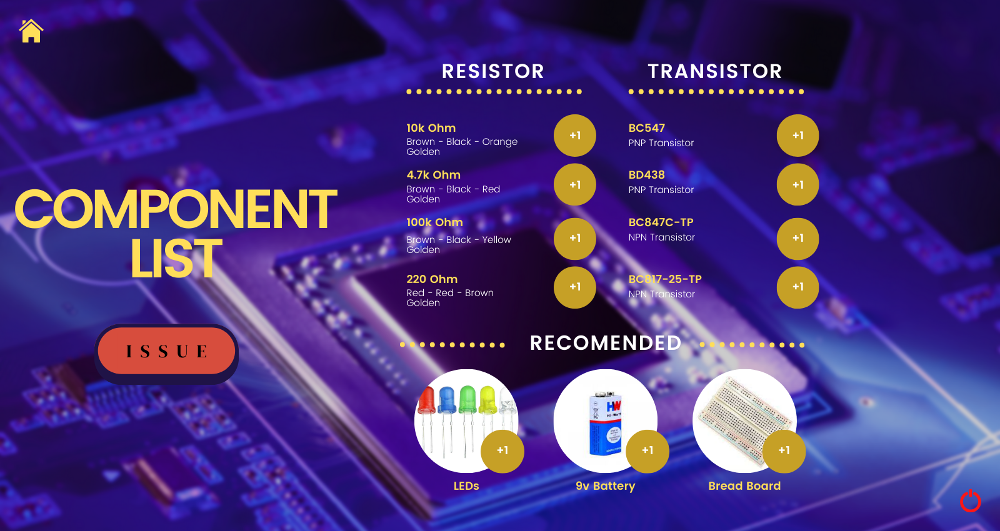 COMPONENT
LIST
ISSUE
RESISTOR
10k Ohm
Brown - Black - Orange
Golden
+1
4.7k Ohm
Brown - Black - Red
Golden
+1
100k Ohm
Brown - Black - Yellow
Golden
+1
220 Ohm
Red - Red - Brown
Golden
+1
TRANSISTOR
BC547
PNP Transistor
+1
BD438
PNP Transistor
+1
BC847C-TP
NPN Transistor
+1
BC817-25-TP
NPN Transistor
+1
RECOMENDED
+1
LEDs
HW
Hi-Watt
+1
9v Battery
+1
Bread Board